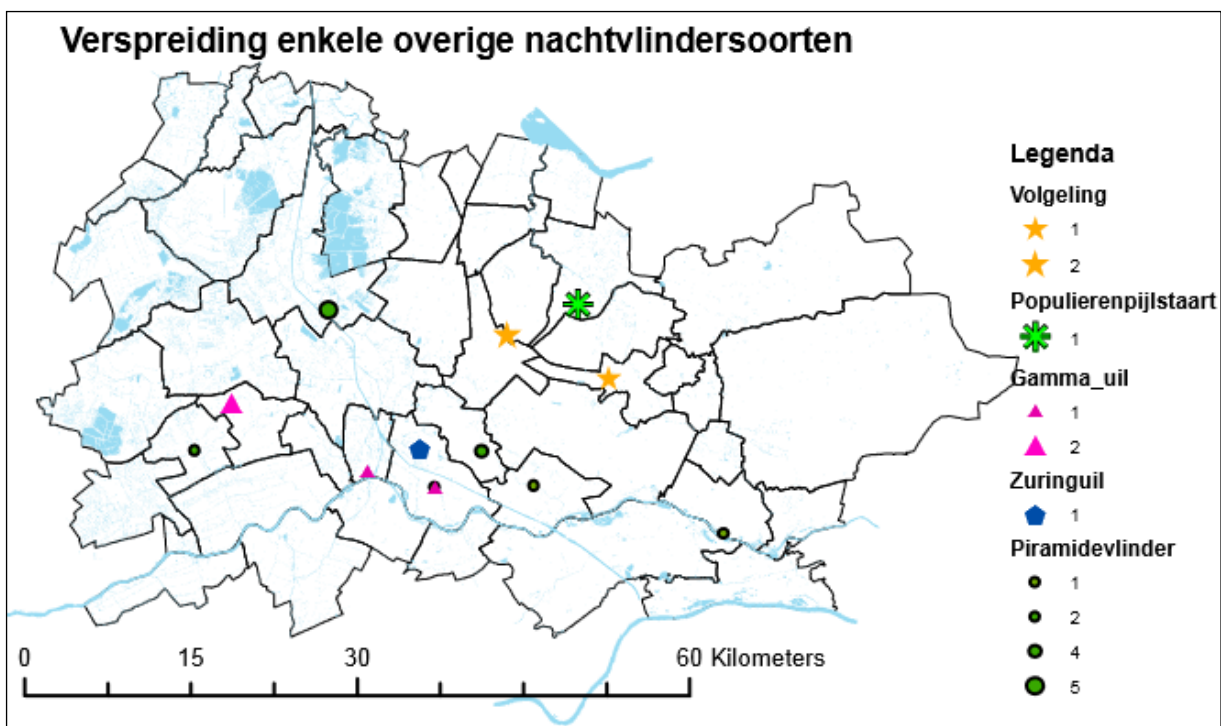 Verspreiding enkele overige nachtvlindersoorten
Legenda
Volgeling
1
2
Populierenpijlstaart
1
Gamma_uil
1
2
Zuringuil
1
Piramidevlinder
1
2
4
5
0 15 30 60 Kilometers